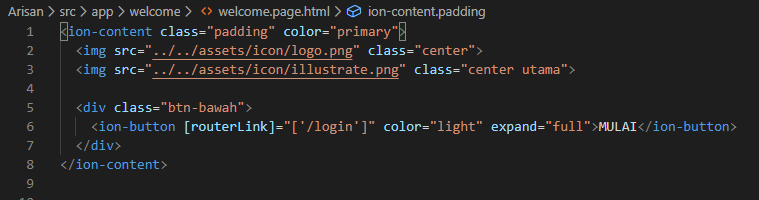 Arisan > src > app > welcome > <> welcome.page.html > ion-content.padding
1 <ion-content class="padding" color="primary">
2 <img src="../../assets/icon/logo.png" class="center">
3 <img src="../../assets/icon/illustrate.png" class="center utama">
4
5 <div class="btn-bawah">
6 <ion-button [routerLink]="['/login']" color="light" expand="full">MULAI</ion-button>
7 </div>
8 </ion-content>
9